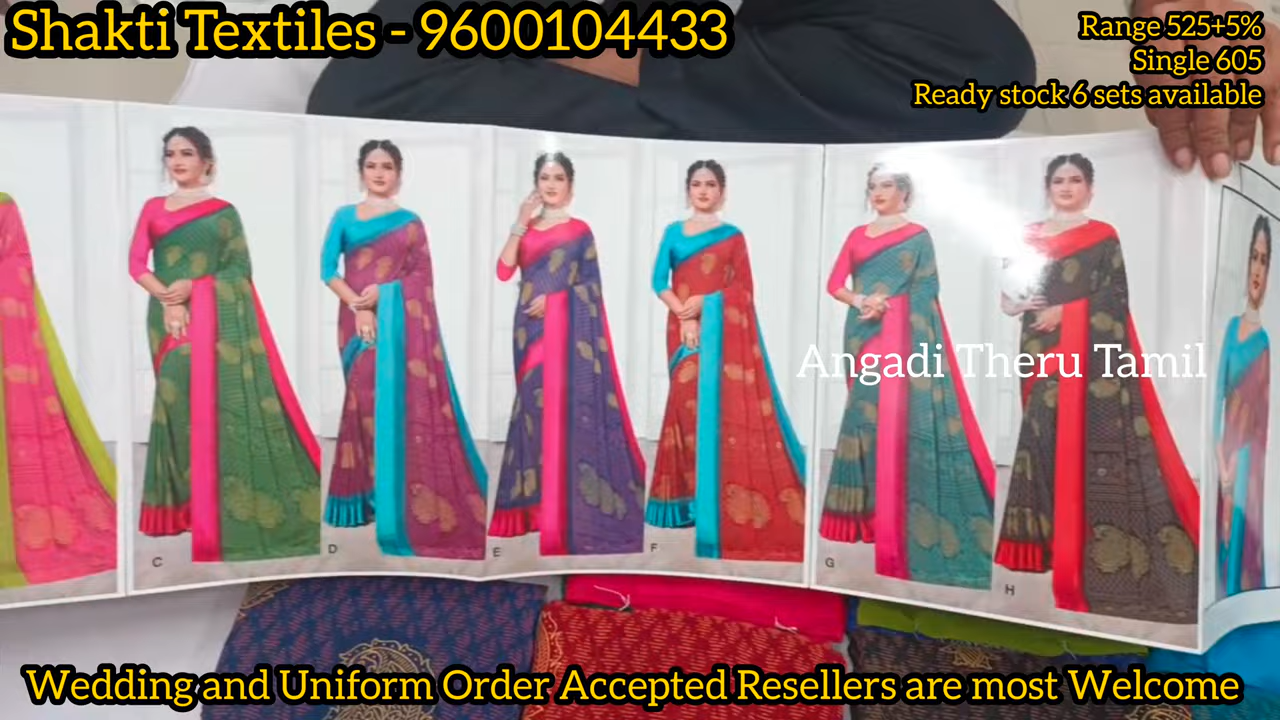 Shakti Textiles - 9600104433
Range 525+5%
Single 605
Ready stock 6 sets available
Angadi Theru Tamil
C
D
E
F
G
H
Wedding and Uniform Order Accepted Resellers are most Welcome